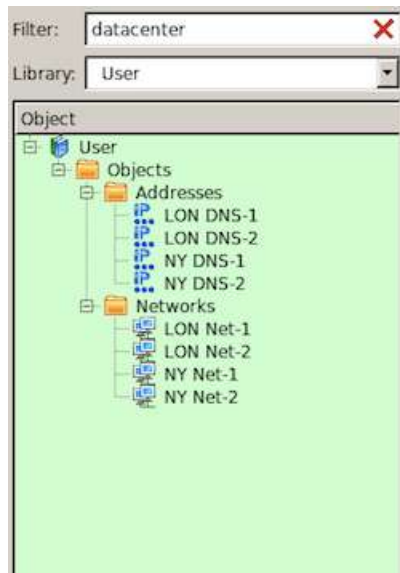 Filter: datacenter
Library: User
Object
User
Objects
Addresses
LON DNS-1
LON DNS-2
NY DNS-1
NY DNS-2
Networks
LON Net-1
LON Net-2
NY Net-1
NY Net-2